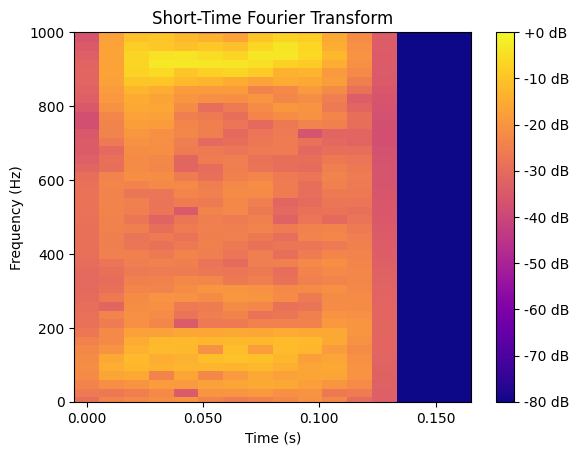 Short-Time Fourier Transform
1000
800
600
400
200
0
Frequency (Hz)
0.000
0.050
0.100
0.150
Time (s)
+0 dB
-10 dB
-20 dB
-30 dB
-40 dB
-50 dB
-60 dB
-70 dB
-80 dB